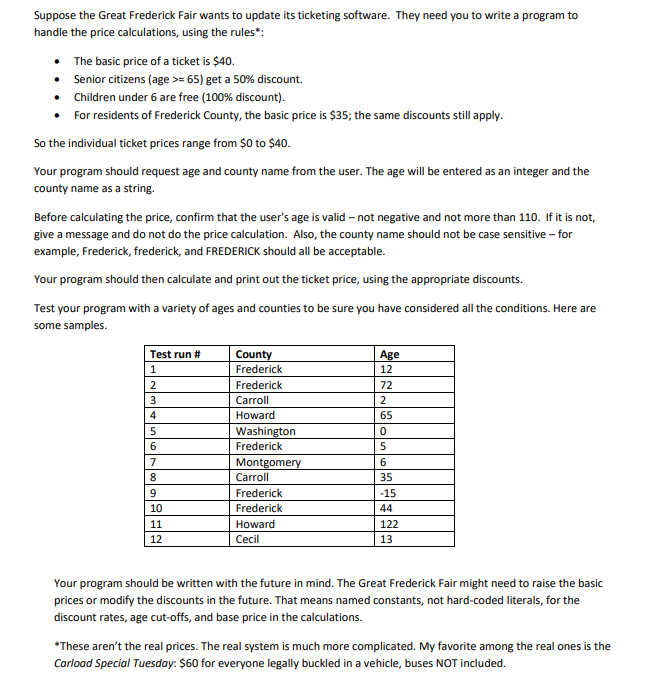 Suppose the Great Frederick Fair wants to update its ticketing software. They need you to write a program to
handle the price calculations, using the rules*:
• The basic price of a ticket is $40.
• Senior citizens (age >= 65) get a 50% discount.
• Children under 6 are free (100% discount).
• For residents of Frederick County, the basic price is $35; the same discounts still apply.
So the individual ticket prices range from $0 to $40.
Your program should request age and county name from the user. The age will be entered as an integer and the
county name as a string.
Before calculating the price, confirm that the user's age is valid – not negative and not more than 110. If it is not,
give a message and do not do the price calculation. Also, the county name should not be case sensitive – for
example, Frederick, frederick, and FREDERICK should all be acceptable.
Your program should then calculate and print out the ticket price, using the appropriate discounts.
Test your program with a variety of ages and counties to be sure you have considered all the conditions. Here are
some samples.
Test run # County Age
1 Frederick 12
2 Frederick 72
3 Carroll 2
4 Howard 65
5 Washington 0
6 Frederick 5
7 Montgomery 6
8 Carroll 35
9 Frederick -15
10 Frederick 44
11 Howard 122
12 Cecil 13
Your program should be written with the future in mind. The Great Frederick Fair might need to raise the basic
prices or modify the discounts in the future. That means named constants, not hard-coded literals, for the
discount rates, age cut-offs, and base price in the calculations.
*These aren't the real prices. The real system is much more complicated. My favorite among the real ones is the
Carload Special Tuesday: $60 for everyone legally buckled in a vehicle, buses NOT included.